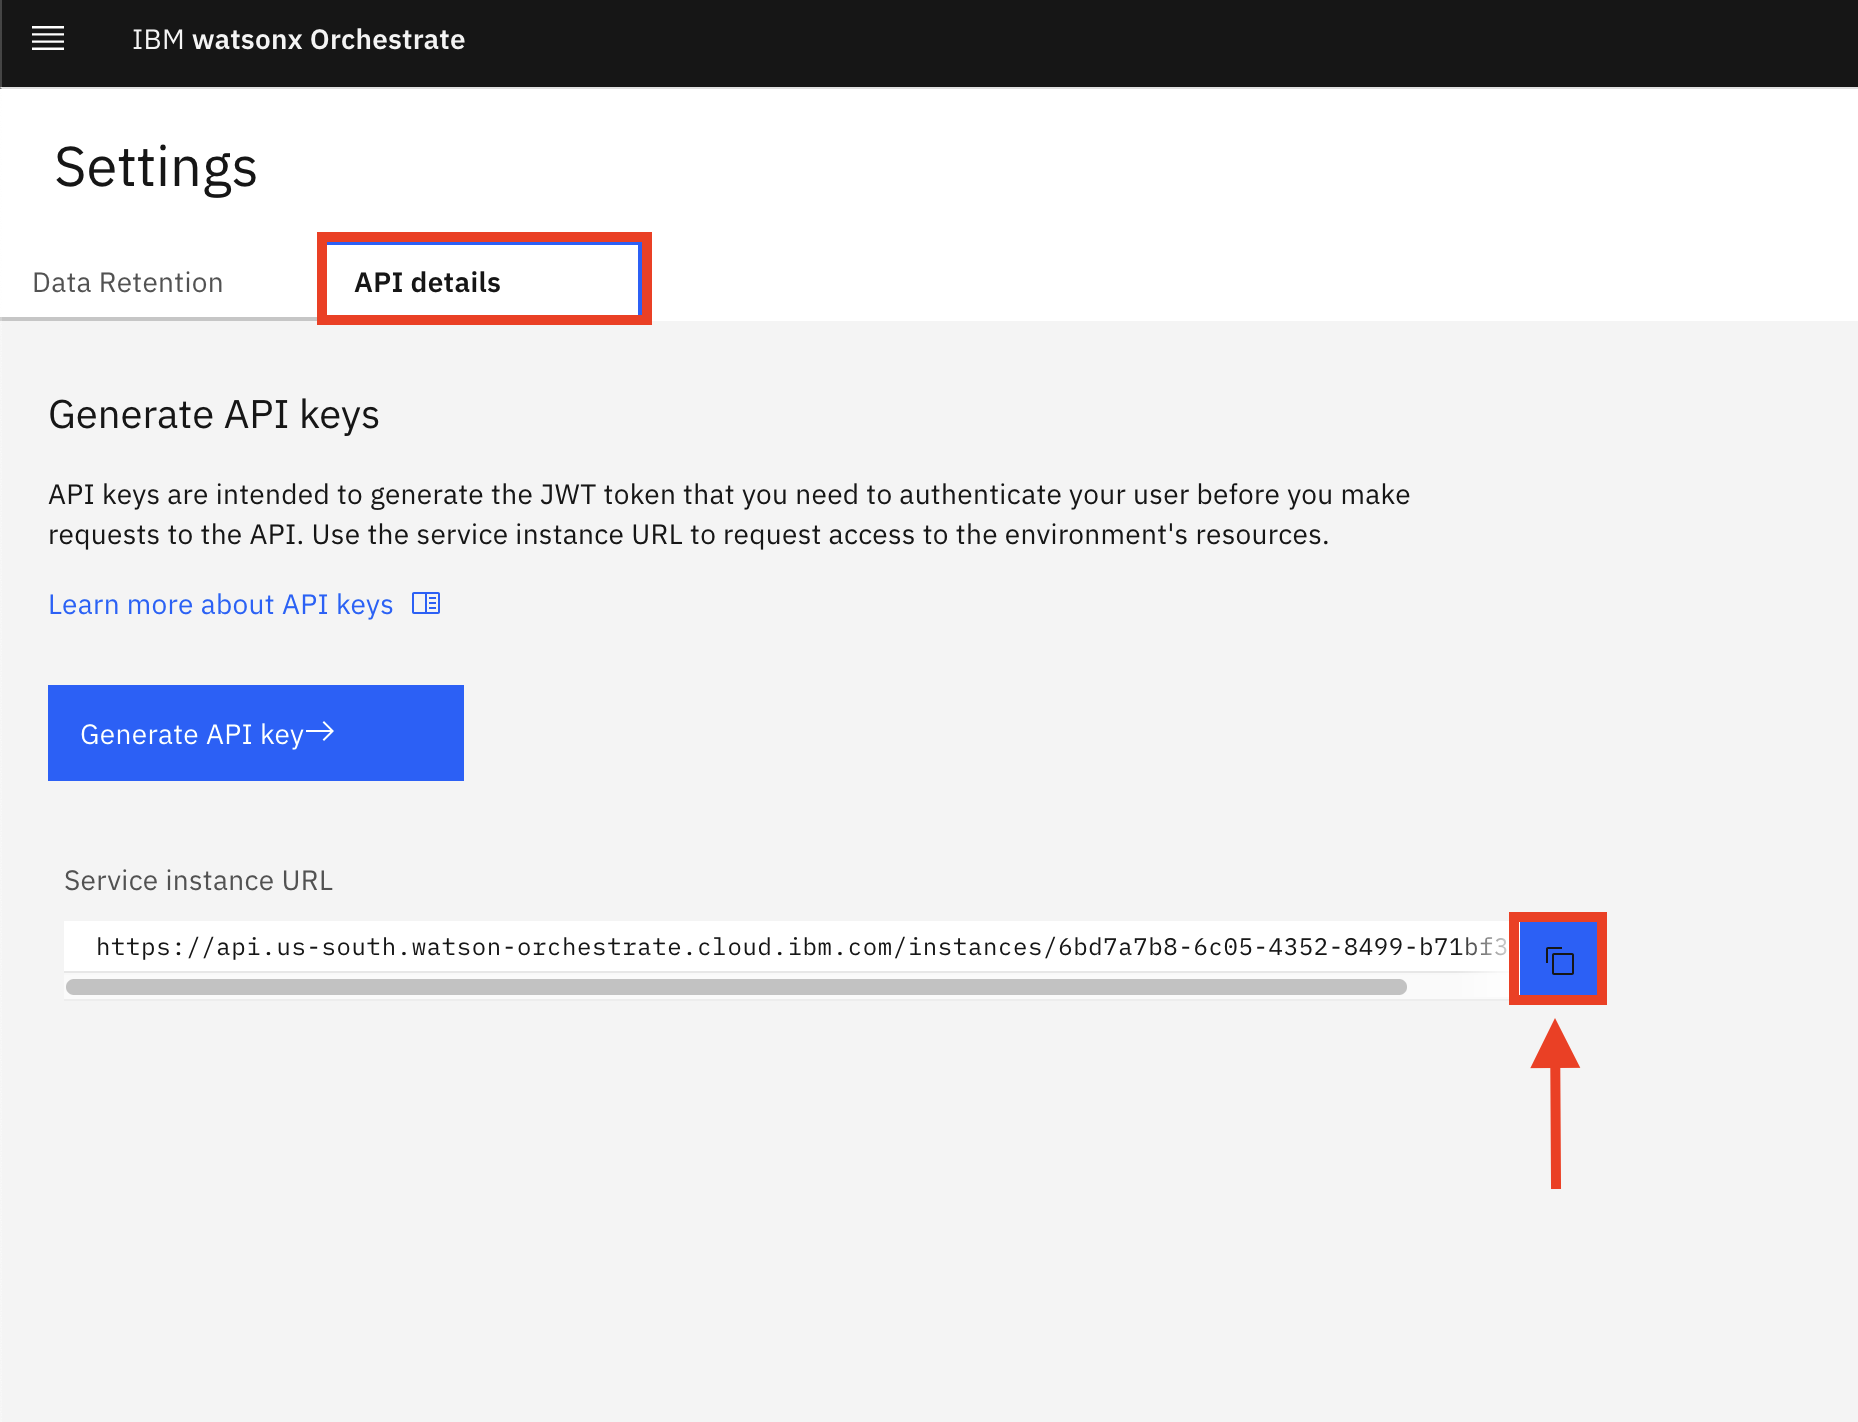 IBM watsonx Orchestrate
Settings
Data Retention
API details
Generate API keys
API keys are intended to generate the JWT token that you need to authenticate your user before you make
requests to the API. Use the service instance URL to request access to the environment's resources.
Learn more about API keys
Generate API key
Service instance URL
https://api.us-south.watson-orchestrate.cloud.ibm.com/instances/6bd7a7b8-6c05-4352-8499-b71bf3